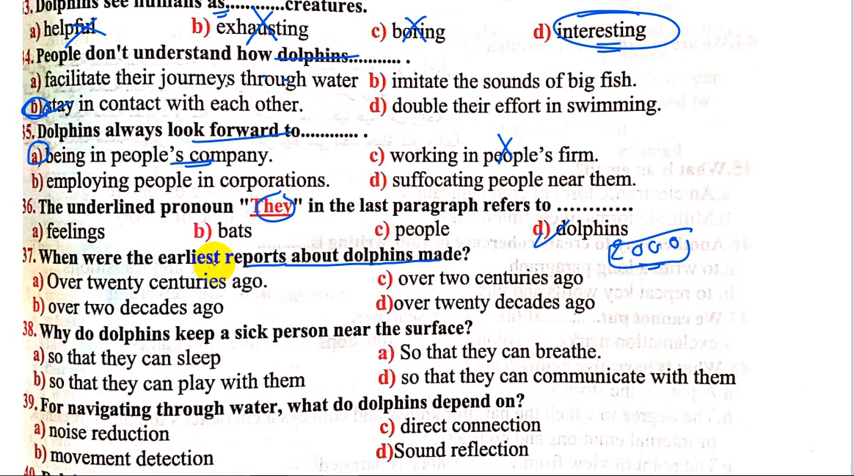 3. Dolphins see humans as............creatures.
a) helpful b) exhausting c) boring d) interesting
34. People don't understand how dolphins........... .
a) facilitate their journeys through water b) imitate the sounds of big fish.
b) stay in contact with each other. d) double their effort in swimming.
35. Dolphins always look forward to............ .
a) being in people's company. c) working in people's firm.
b) employing people in corporations. d) suffocating people near them.
36. The underlined pronoun "They" in the last paragraph refers to ............
a) feelings b) bats c) people d) dolphins
2000
37. When were the earliest reports about dolphins made?
a) Over twenty centuries ago. c) over two centuries ago
b) over two decades ago d) over twenty decades ago
38. Why do dolphins keep a sick person near the surface?
a) so that they can sleep a) So that they can breathe.
b) so that they can play with them d) so that they can communicate with them
39. For navigating through water, what do dolphins depend on?
a) noise reduction c) direct connection
b) movement detection d) Sound reflection